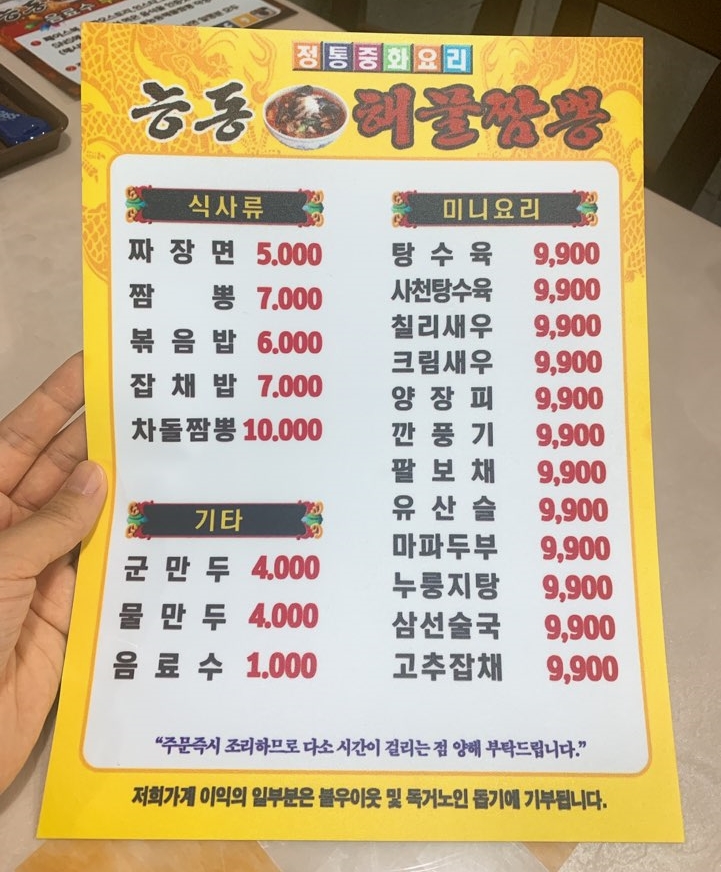 정통중화요리
능동 해물짬뽕
식사류
짜장면 5.000
짬뽕 7.000
볶음밥 6.000
잡채밥 7.000
차돌짬뽕 10.000
기타
군만두 4.000
물만두 4.000
음료수 1.000
미니요리
탕수육 9,900
사천탕수육 9,900
칠리새우 9,900
크림새우 9,900
양장피 9,900
깐풍기 9,900
팔보채 9,900
유산슬 9,900
마파두부 9,900
누룽지탕 9,900
삼선술국 9,900
고추잡채 9,900
“주문즉시 조리하므로 다소 시간이 걸리는 점 양해 부탁드립니다.”
저희가게 이익의 일부분은 불우이웃 및 독거노인 돕기에 기부됩니다.
음료수